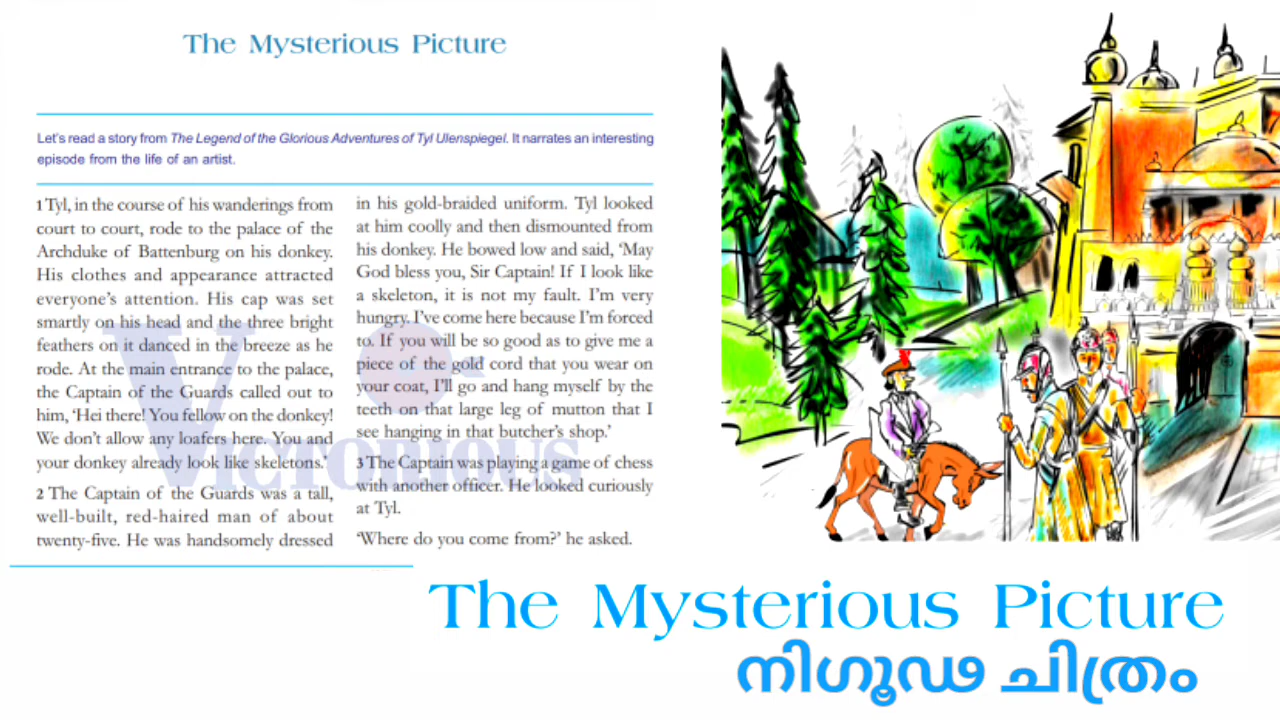 The Mysterious Picture
Let's read a story from The Legend of the Glorious Adventures of Tyl Ulenspiegel. It narrates an interesting
episode from the life of an artist.
1 Tyl, in the course of his wanderings from
court to court, rode to the palace of the
Archduke of Battenburg on his donkey.
His clothes and appearance attracted
everyone's attention. His cap was set
smartly on his head and the three bright
feathers on it danced in the breeze as he
rode. At the main entrance to the palace,
the Captain of the Guards called out to
him, 'Hei there! You fellow on the donkey!
We don't allow any loafers here. You and
your donkey already look like skeletons.'
2 The Captain of the Guards was a tall,
well-built, red-haired man of about
twenty-five. He was handsomely dressed
in his gold-braided uniform. Tyl looked
at him coolly and then dismounted from
his donkey. He bowed low and said, 'May
God bless you, Sir Captain! If I look like
a skeleton, it is not my fault. I'm very
hungry. I've come here because I'm forced
to. If you will be so good as to give me a
piece of the gold cord that you wear on
your coat, I'll go and hang myself by the
teeth on that large leg of mutton that I
see hanging in that butcher's shop.'
3 The Captain was playing a game of chess
with another officer. He looked curiously
at Tyl.
'Where do you come from?' he asked.
Victorious
The Mysterious Picture
നിഗൂഢ ചിത്രം